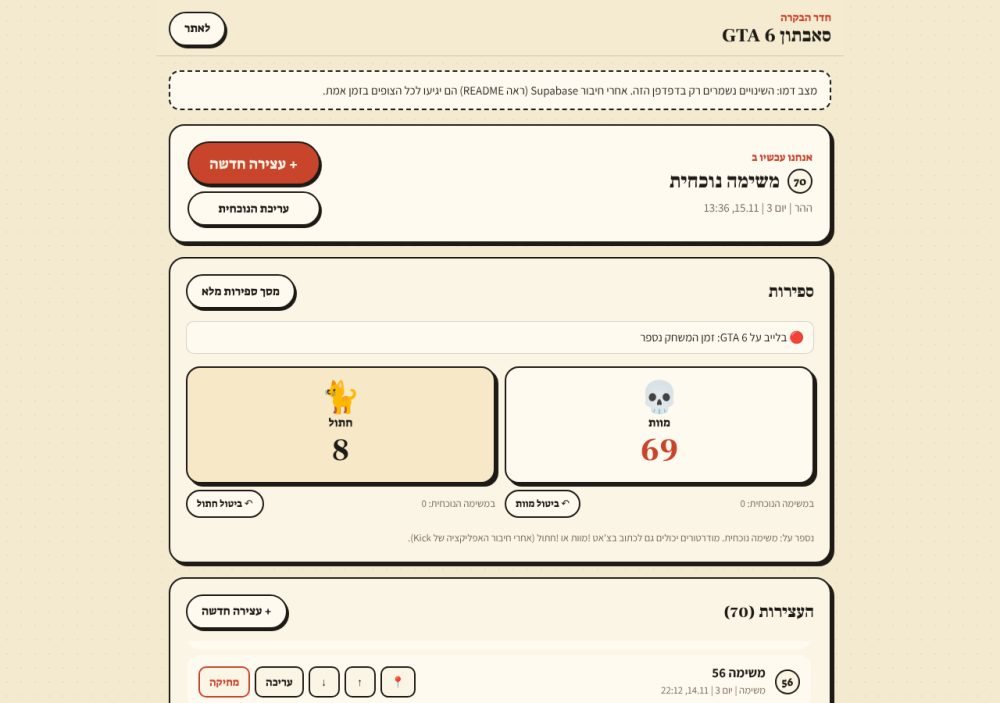 חדר הבקרה
סאבתון GTA 6
לאתר
מצב דמו: השינויים נשמרים רק בדפדפן הזה. אחרי חיבור Supabase (ראה README) הם יגיעו לכל הצופים בזמן אמת.
אנחנו עכשיו ב
70 משימה נוכחית
ההר | יום 3 | 15.11, 13:36
+ עצירה חדשה
עריכת הנוכחית
ספירות
מסך ספירות מלא
🔴 בלייב על GTA 6: זמן המשחק נספר
💀
מוות
69
🐈
חתול
8
במשימה הנוכחית: 0
↶ ביטול מוות
במשימה הנוכחית: 0
↶ ביטול חתול
נספר על: משימה נוכחית. מודרטורים יכולים גם לכתוב בצ'אט !מוות או !חתול (אחרי חיבור האפליקציה של Kick).
העצירות (70)
+ עצירה חדשה
56 משימה 56
משימה | יום 3 | 14.11, 22:12
📍 ↑ ↓ עריכה מחיקה